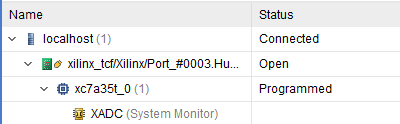 Name Status
localhost (1) Connected
xilinx_tcf/Xilinx/Port_#0003.Hu... Open
xc7a35t_0 (1) Programmed
XADC (System Monitor)